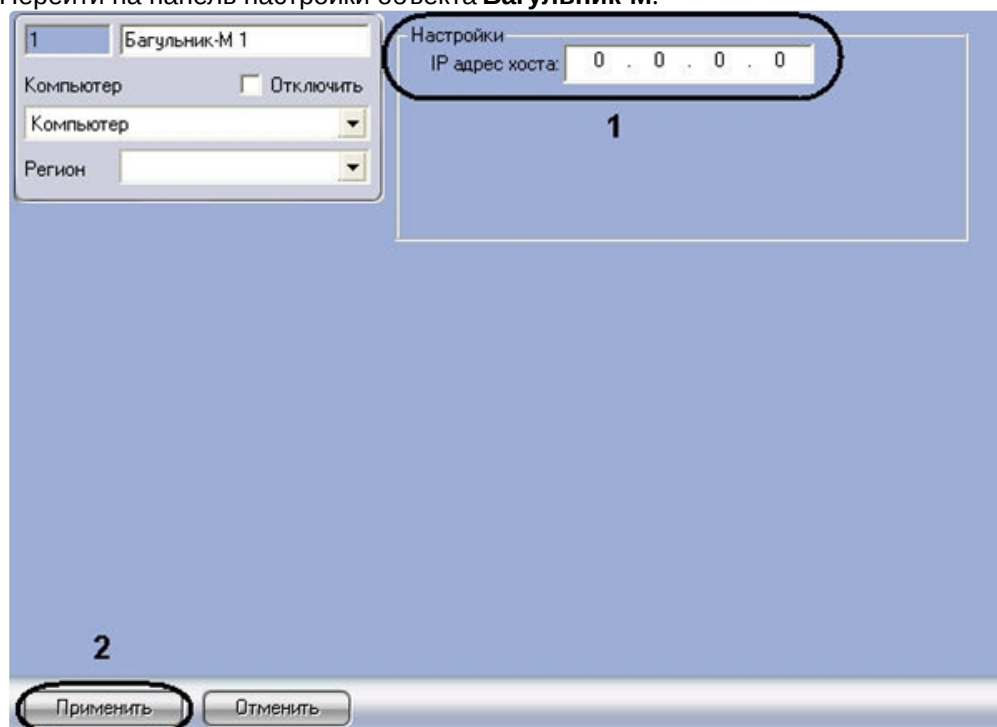 Перейти на панель настройки объекта Багульник-М.
1 Багульник-М 1
Компьютер Отключить
Компьютер
Регион
Настройки
IP адрес хоста: 0 . 0 . 0 . 0
1
2
Применить Отменить